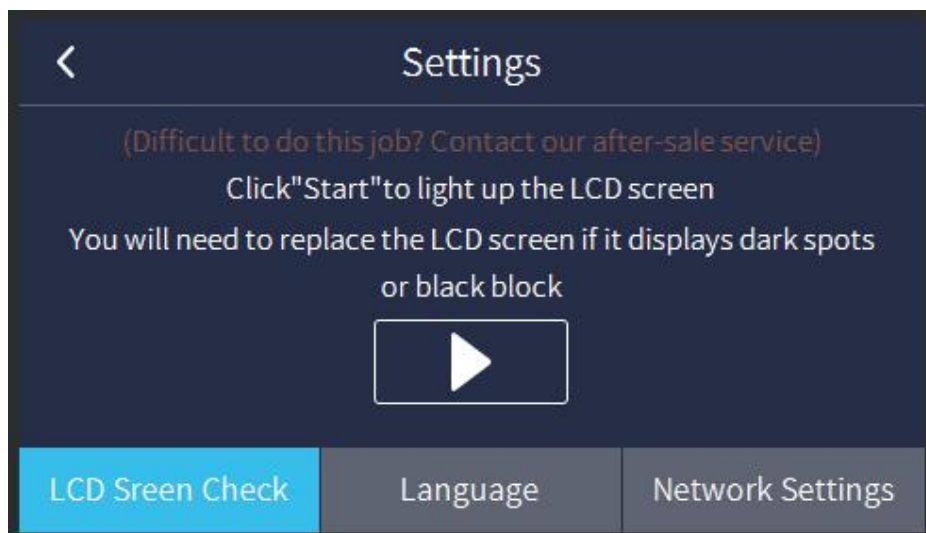 Settings
(Difficult to do this job? Contact our after-sale service)
Click"Start"to light up the LCD screen
You will need to replace the LCD screen if it displays dark spots
or black block
LCD Sreen Check
Language
Network Settings